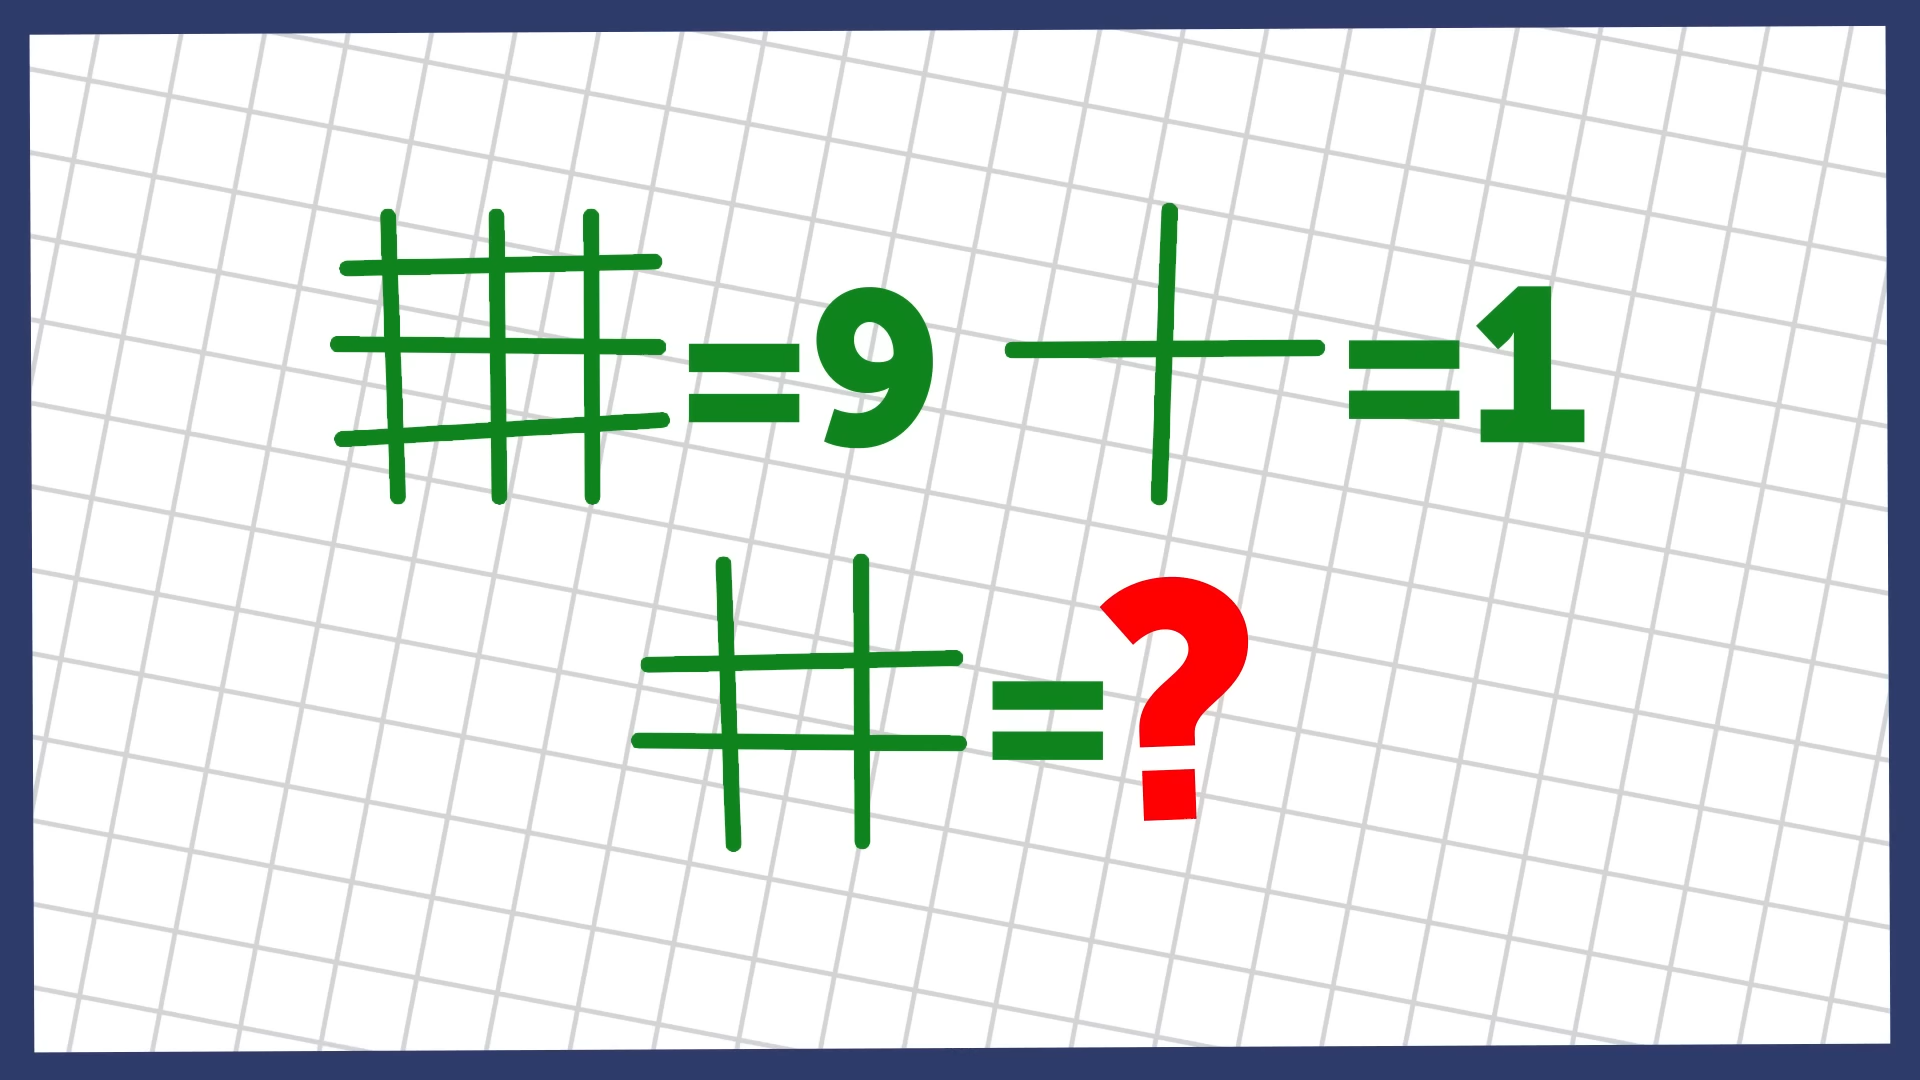 =9 =1
=?